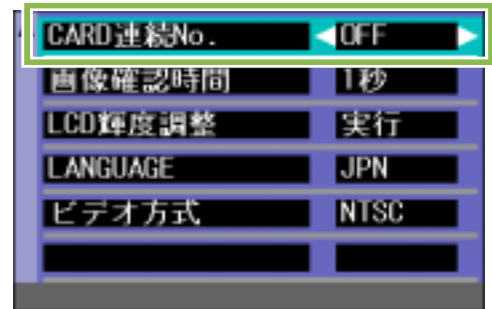 CARD連続No. OFF
画像確認時間 1秒
LCD輝度調整 実行
LANGUAGE JPN
ビデオ方式 NTSC